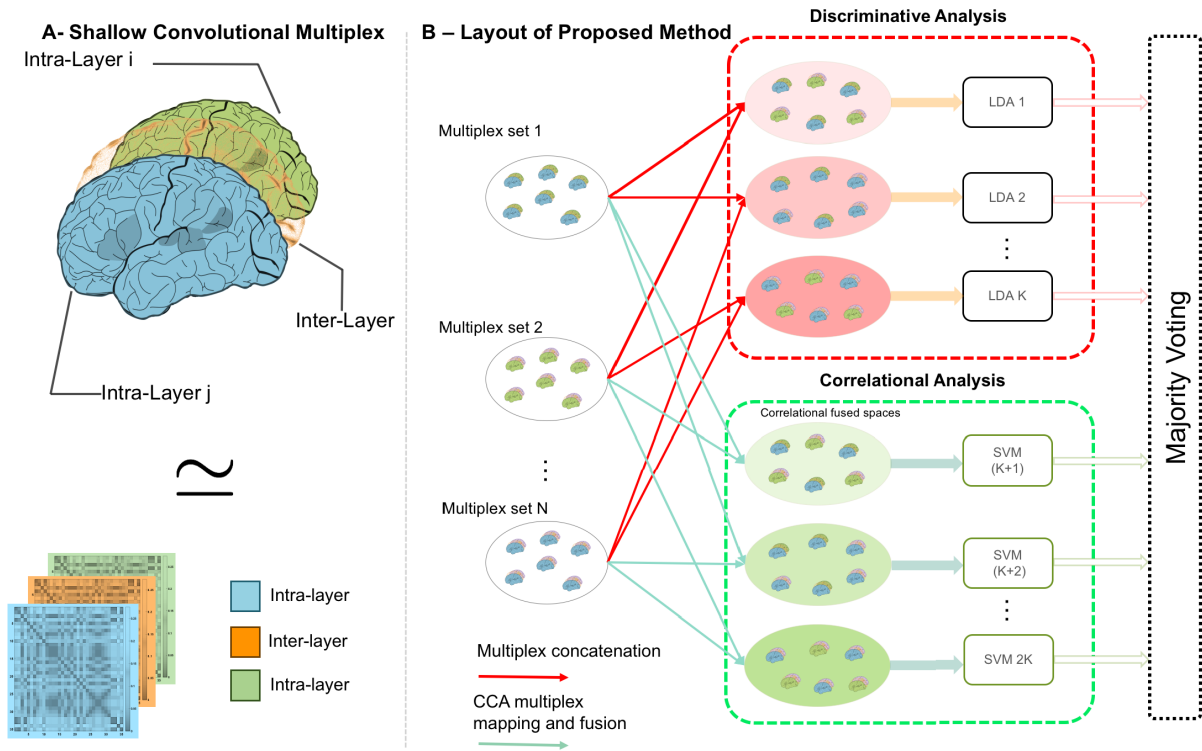 A- Shallow Convolutional Multiplex
Intra-Layer i
Inter-Layer
Intra-Layer j
≃
Intra-layer
Inter-layer
Intra-layer
B – Layout of Proposed Method
Multiplex set 1
Multiplex set 2
⋮
Multiplex set N
Multiplex concatenation
CCA multiplex
mapping and fusion
Discriminative Analysis
LDA 1
LDA 2
⋮
LDA K
Correlational Analysis
Correlational fused spaces
SVM
(K+1)
SVM
(K+2)
⋮
SVM 2K
Majority Voting